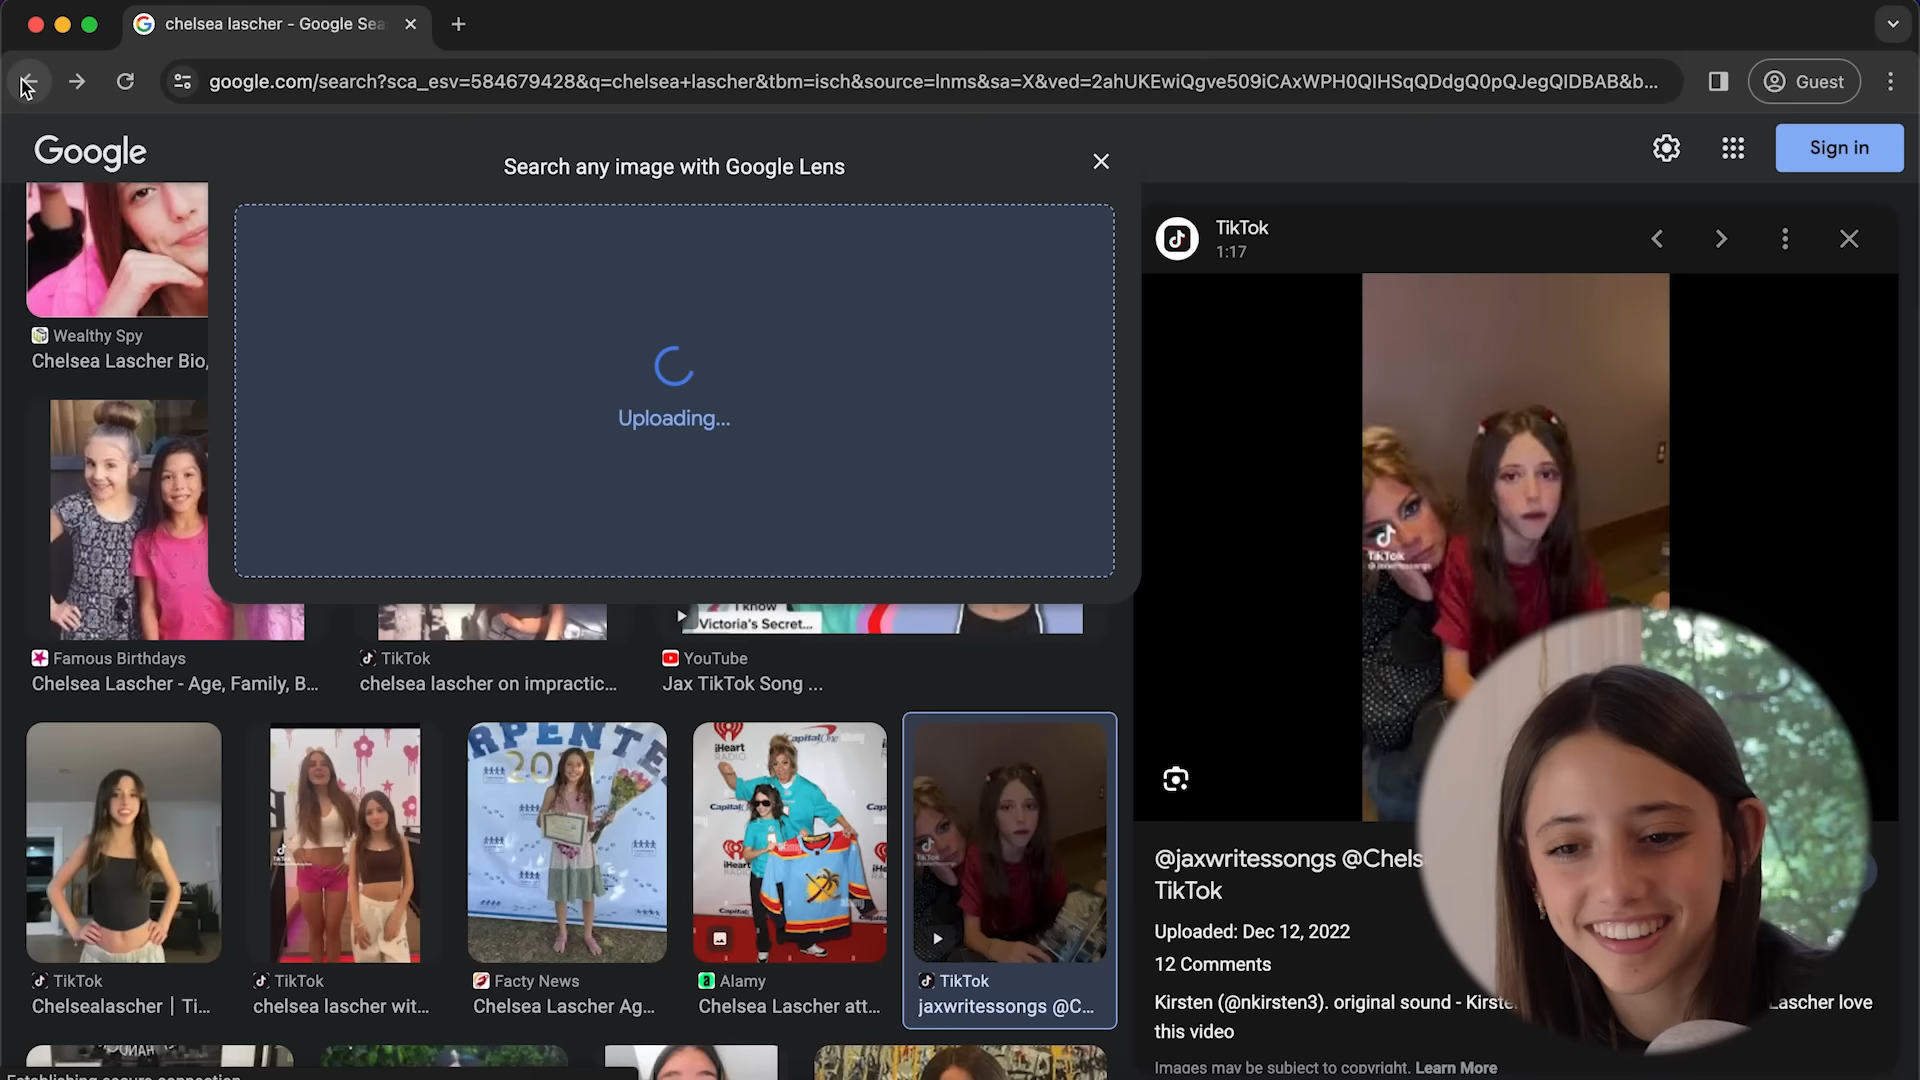 chelsea lascher - Google Sea
google.com/search?sca_esv=584679428&q=chelsea+lascher&tbm=isch&source=lnms&sa=X&ved=2ahUKEwiQgve509iCAxWPH0QIHSqQDdgQ0pQJegQIDBAB&b...
Guest
Google
Search any image with Google Lens
Sign in
Uploading...
TikTok
1:17
Wealthy Spy
Chelsea Lascher Bio,
TikTok
I know
Victoria's Secret...
Famous Birthdays
Chelsea Lascher - Age, Family, B...
TikTok
chelsea lascher on impractic...
YouTube
Jax TikTok Song ...
iHeart
RADIO
CapitalOne
TikTok
Chelsealascher | Ti...
TikTok
chelsea lascher wit...
Facty News
Chelsea Lascher Ag...
Alamy
Chelsea Lascher att...
TikTok
jaxwritessongs @C...
@jaxwritessongs @Chels
TikTok
Uploaded: Dec 12, 2022
12 Comments
Kirsten (@nkirsten3). original sound - Kirste
Lascher love
this video
Images may be subject to copyright. Learn More